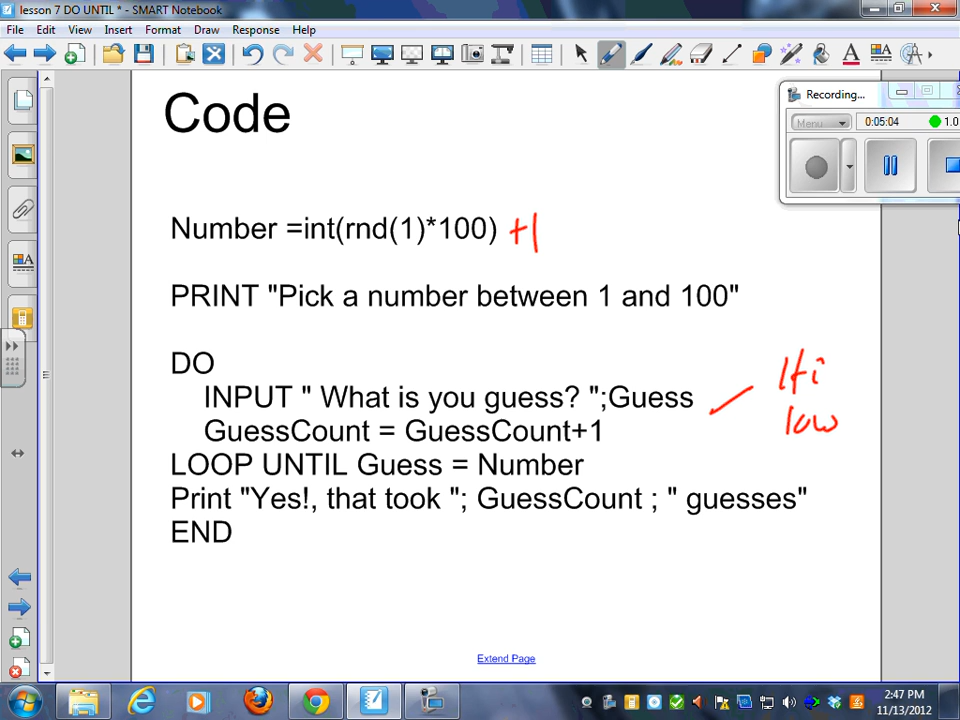 lesson 7 DO UNTIL * - SMART Notebook
File Edit View Insert Format Draw Response Help
Recording...
Menu 0:05:04 1.0
Code
Number =int(rnd(1)*100) +1
PRINT "Pick a number between 1 and 100"
DO
INPUT " What is you guess? ";Guess
Hi
low
GuessCount = GuessCount+1
LOOP UNTIL Guess = Number
Print "Yes!, that took "; GuessCount ; " guesses"
END
Extend Page
2:47 PM
11/13/2012